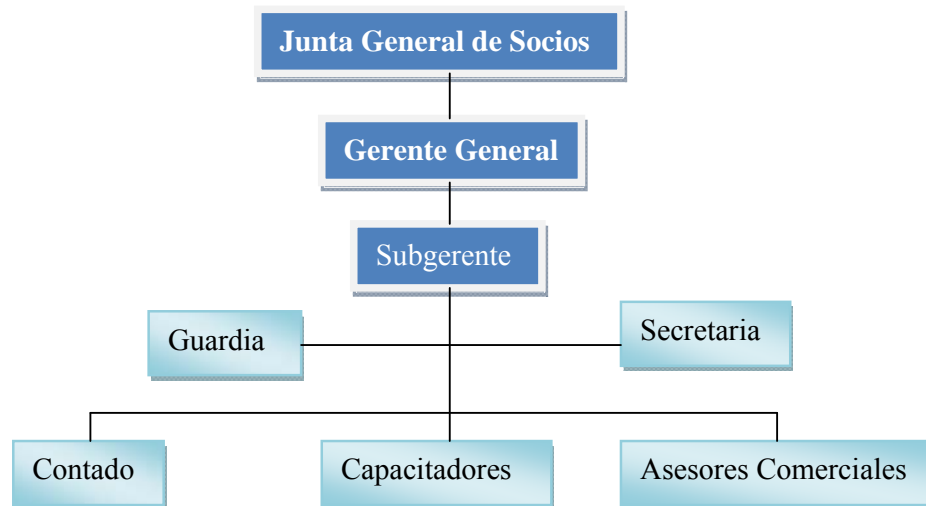 Junta General de Socios
Gerente General
Subgerente
Guardia
Secretaria
Contado
Capacitadores
Asesores Comerciales